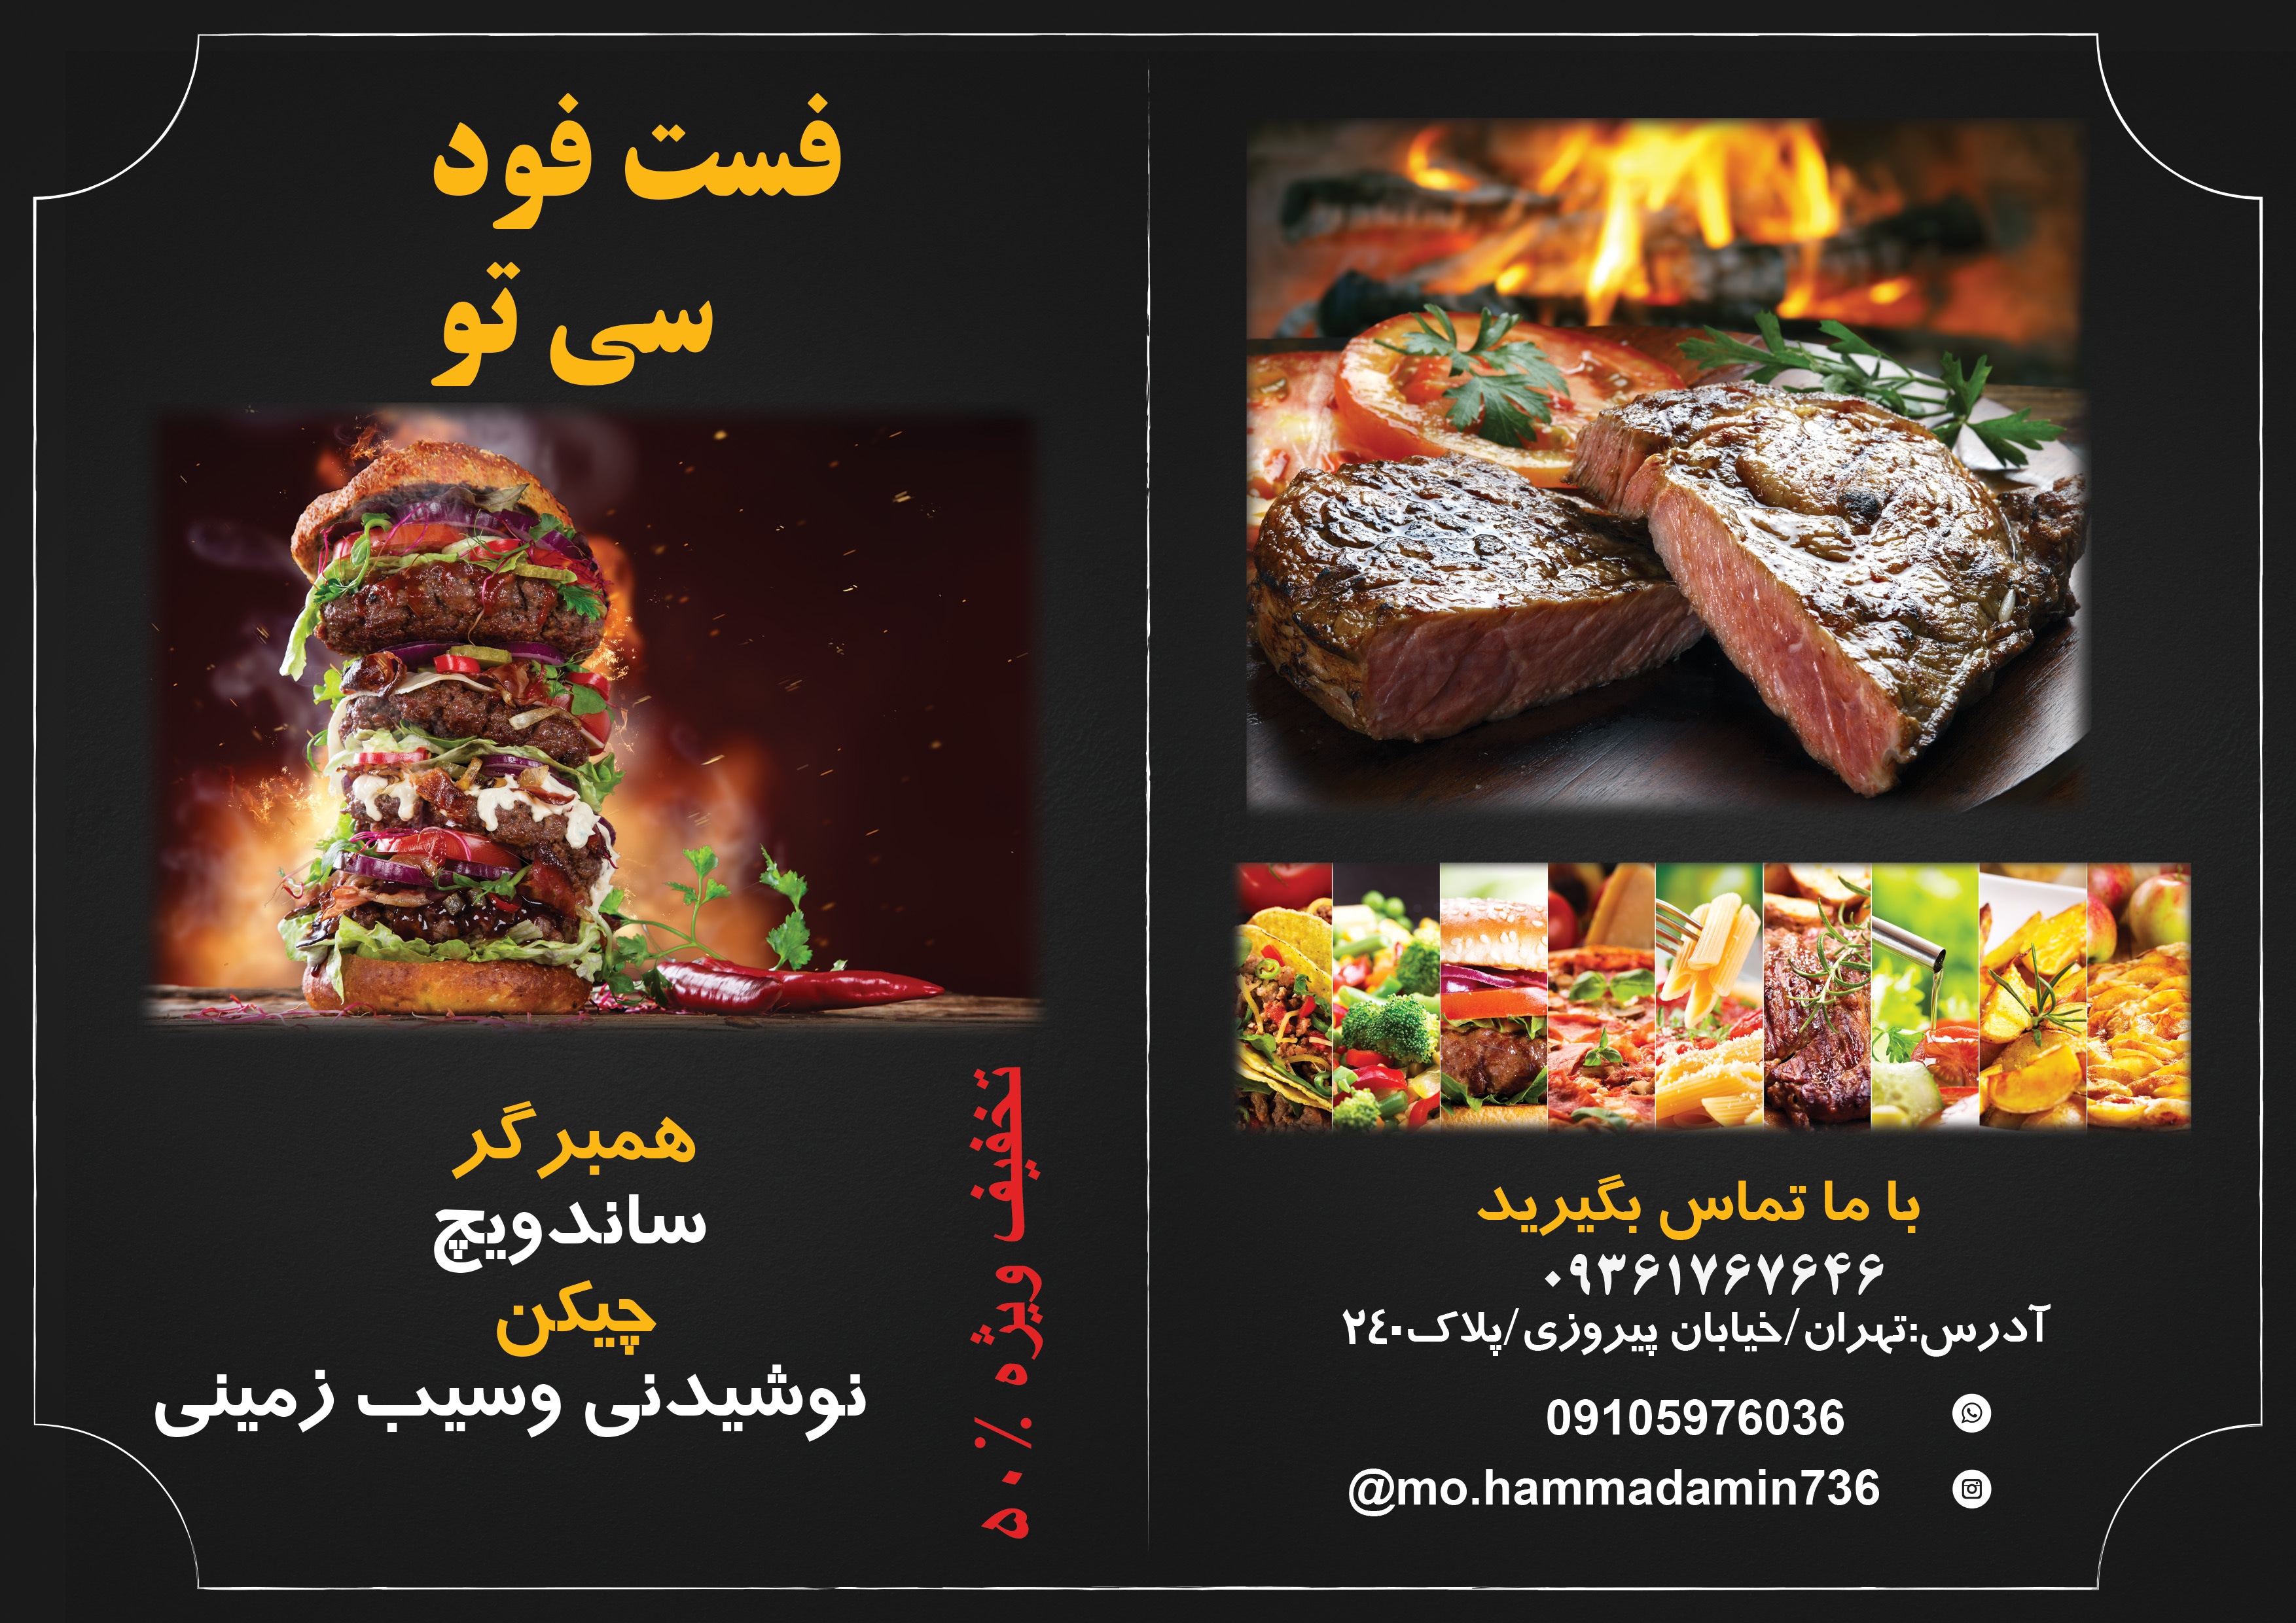 فست فود
سی تو
همبرگر
ساندویچ
چیکن
نوشیدنی وسیب زمینی
تخفیف ویژه ۵۰٪
با ما تماس بگیرید
۰۹۳۶۱۷۶۷۶۴۶
آدرس:تهران/خیابان پیروزی/پلاک۲٤۰
09105976036
@mo.hammadamin736